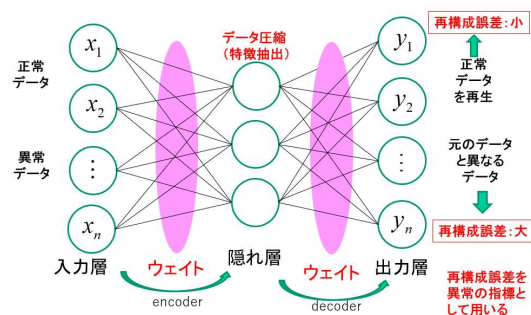 正常
データ
異常
データ
x1
x2
⋮
xn
入力層
ウェイト
encoder
データ圧縮
(特徴抽出)
隠れ層
ウェイト
decoder
y1
y2
⋮
yn
出力層
再構成誤差:小
正常
データ
を再生
元のデータ
と異なる
データ
再構成誤差:大
再構成誤差を
異常の指標と
して用いる